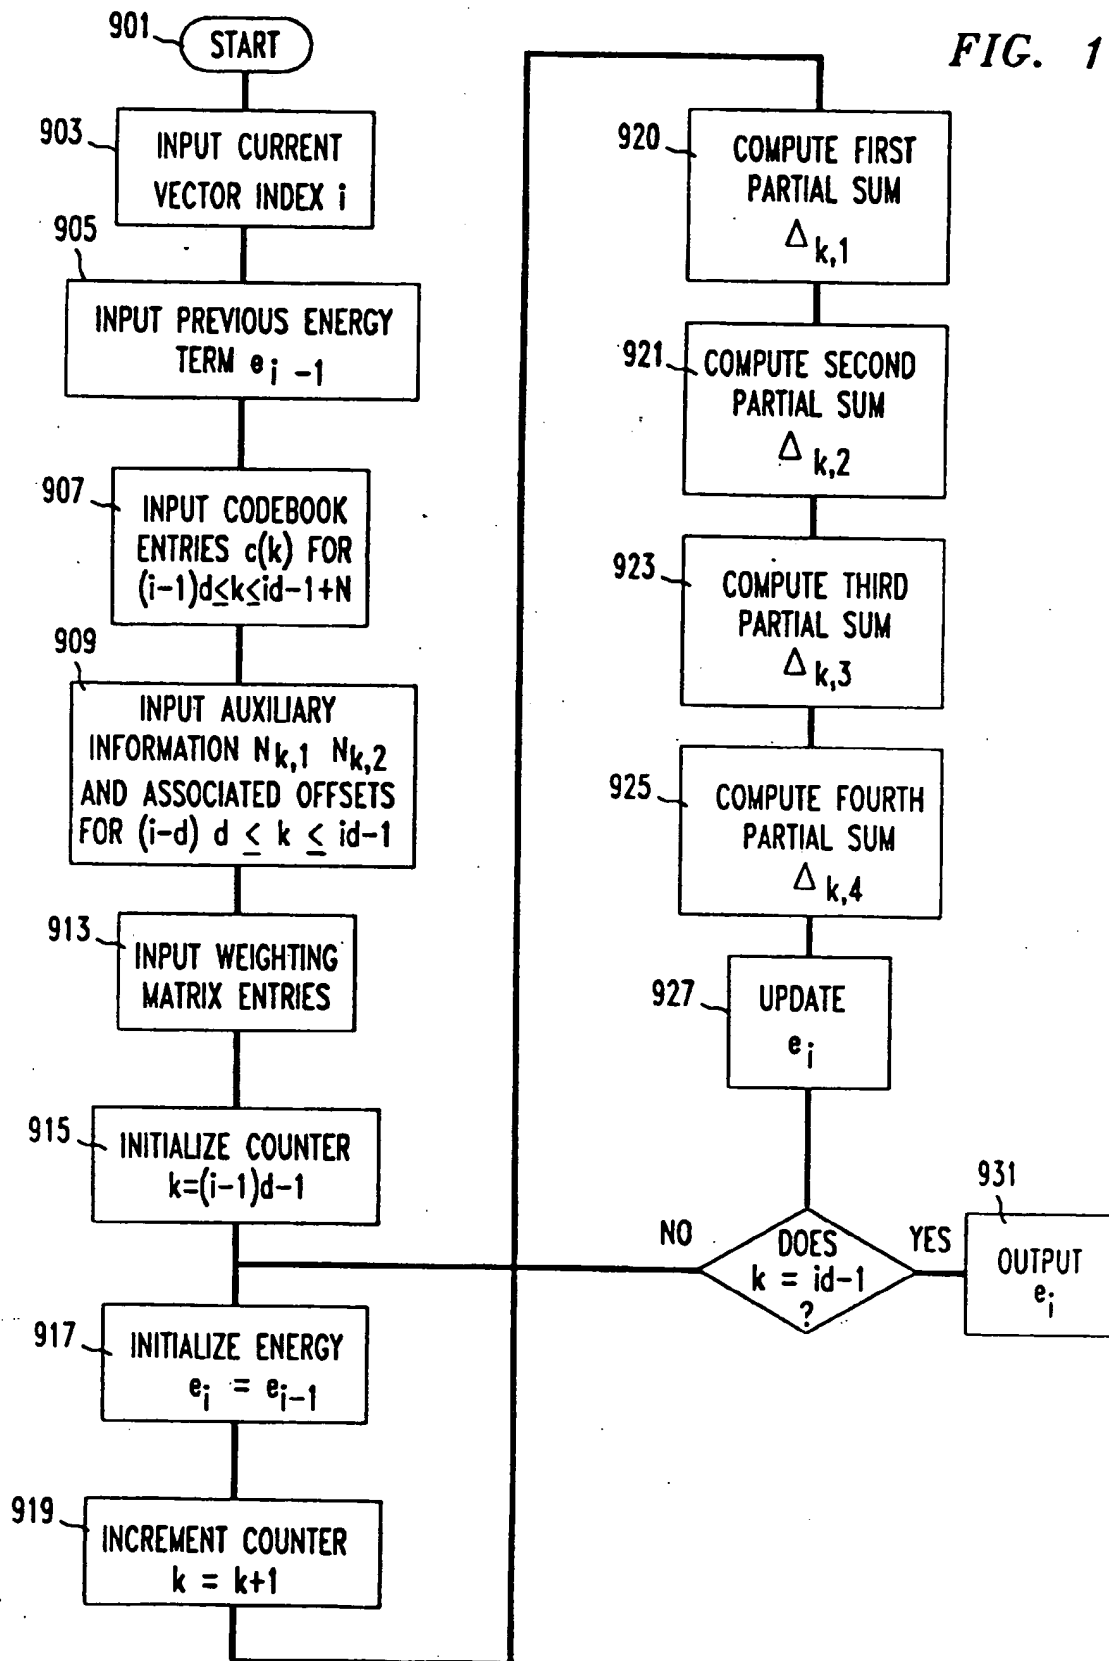 FIG. 1
901
START
903
INPUT CURRENT
VECTOR INDEX i
905
INPUT PREVIOUS ENERGY
TERM e i -1
907
INPUT CODEBOOK
ENTRIES c(k) FOR
(i-1)d≤k≤id-1+N
909
INPUT AUXILIARY
INFORMATION N k,1 N k,2
AND ASSOCIATED OFFSETS
FOR (i-d) d ≤ k ≤ id-1
913
INPUT WEIGHTING
MATRIX ENTRIES
915
INITIALIZE COUNTER
k=(i-1)d-1
917
INITIALIZE ENERGY
e i = e i-1
919
INCREMENT COUNTER
k = k+1
920
COMPUTE FIRST
PARTIAL SUM
Δ k,1
921
COMPUTE SECOND
PARTIAL SUM
Δ k,2
923
COMPUTE THIRD
PARTIAL SUM
Δ k,3
925
COMPUTE FOURTH
PARTIAL SUM
Δ k,4
927
UPDATE
e i
NO
DOES
k = id-1
?
YES
931
OUTPUT
e i